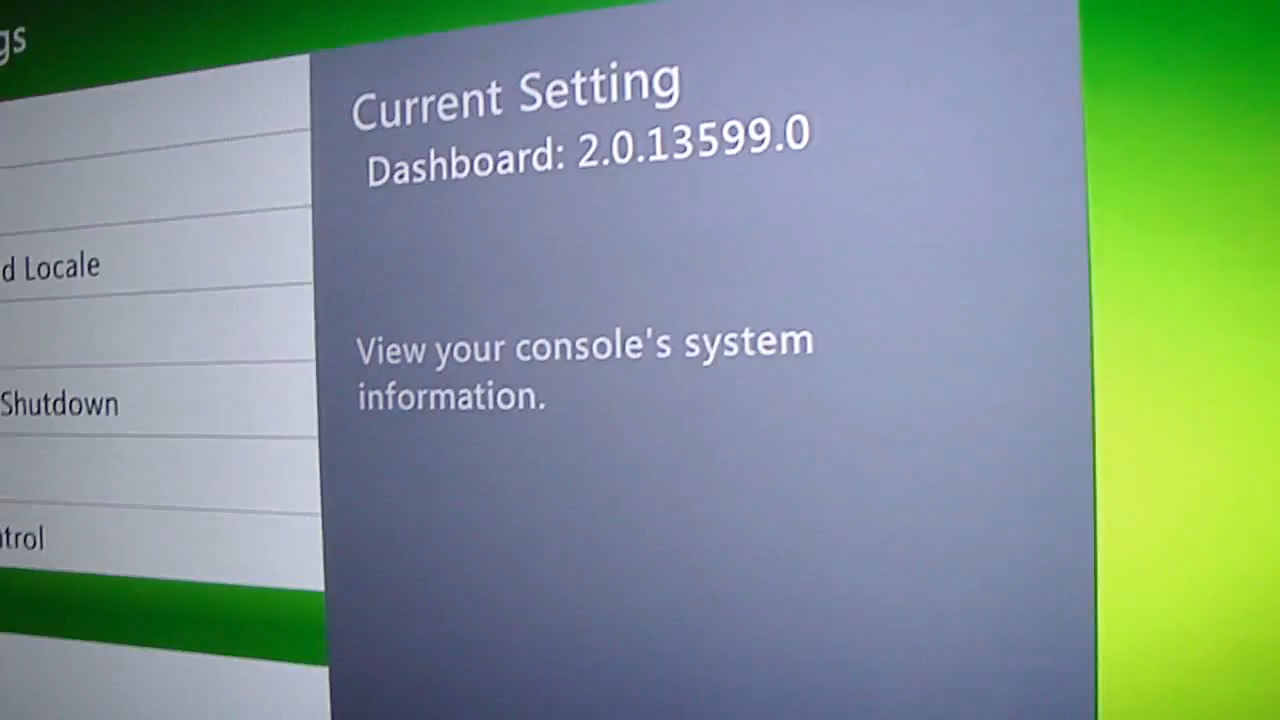 gs
Current Setting
Dashboard: 2.0.13599.0
d Locale
View your console's system
information.
Shutdown
ntrol